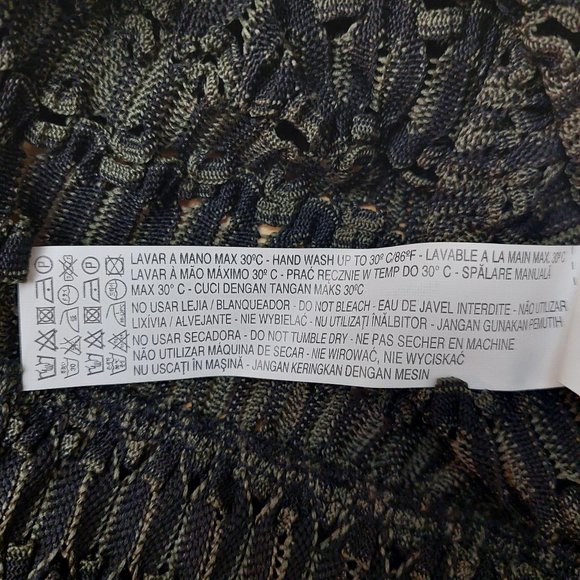 LAVAR A MANO MAX 30ºC - HAND WASH UP TO 30º C/86ºF - LAVABLE A LA MAIN MAX. 30ºC
LAVAR À MÃO MÁXIMO 30º C - PRAĆ RĘCZNIE W TEMP DO 30º C - SPĂLARE MANUALĂ
MAX 30º C - CUCI DENGAN TANGAN MAKS 30ºC
NO USAR LEJIA / BLANQUEADOR - DO NOT BLEACH - EAU DE JAVEL INTERDITE - NÃO UTILIZAR
LIXÍVIA / ALVEJANTE - NIE WYBIELAĆ - NU UTILIZAȚI ÎNĂLBITOR - JANGAN GUNAKAN PEMUTIH
NO USAR SECADORA - DO NOT TUMBLE DRY - NE PAS SECHER EN MACHINE
NÃO UTILIZAR MÁQUINA DE SECAR - NIE WIROWAĆ, NIE WYCISKAĆ
NU USCAȚI ÎN MAȘINĂ - JANGAN KERINGKAN DENGAN MESIN